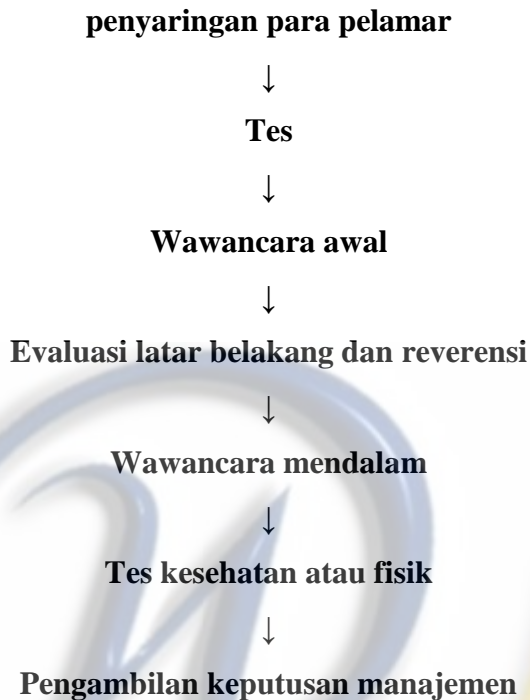 penyaringan para pelamar
↓
Tes
↓
Wawancara awal
↓
Evaluasi latar belakang dan reverensi
↓
Wawancara mendalam
↓
Tes kesehatan atau fisik
↓
Pengambilan keputusan manajemen